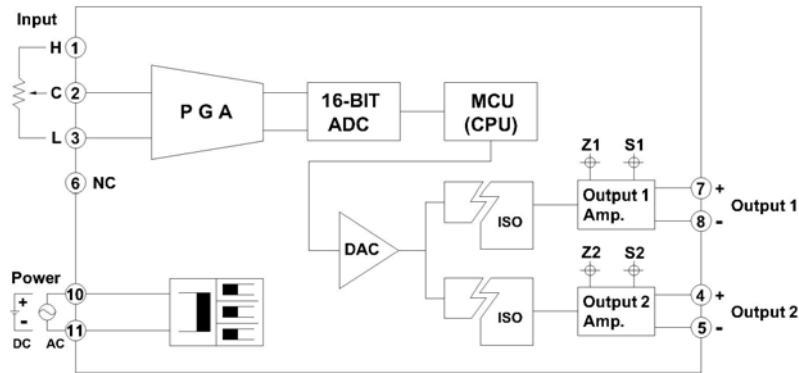 Input
H 1
C 2
L 3
6 NC
P G A
16-BIT
ADC
MCU
(CPU)
DAC
ISO
ISO
Z1 S1
Output 1
Amp.
7 +
8 -
Output 1
Z2 S2
Output 2
Amp.
4 +
5 -
Output 2
Power
10
11
+
-
DC AC